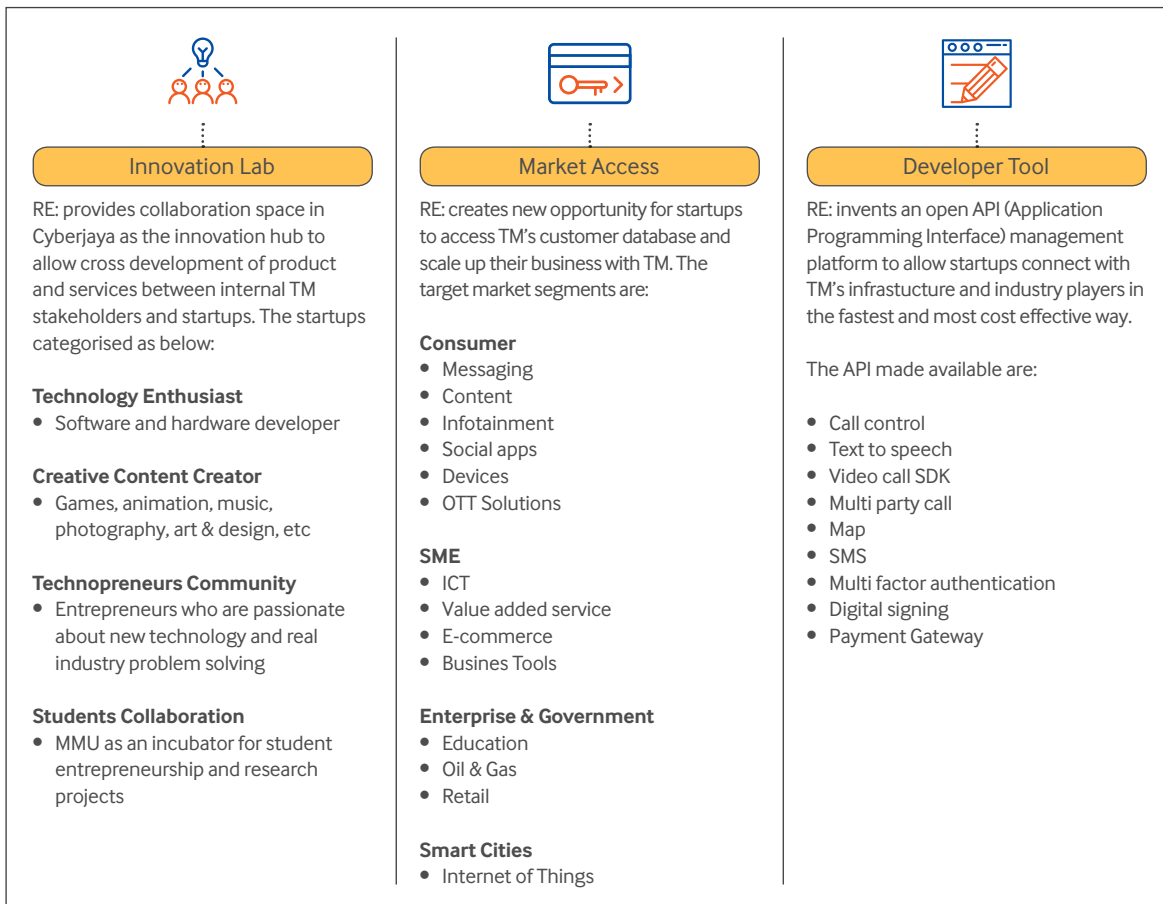 Innovation Lab
RE: provides collaboration space in
Cyberjaya as the innovation hub to
allow cross development of product
and services between internal TM
stakeholders and startups. The startups
categorised as below:
Technology Enthusiast
• Software and hardware developer
Creative Content Creator
• Games, animation, music,
photography, art & design, etc
Technopreneurs Community
• Entrepreneurs who are passionate
about new technology and real
industry problem solving
Students Collaboration
• MMU as an incubator for student
entrepreneurship and research
projects
Market Access
RE: creates new opportunity for startups
to access TM's customer database and
scale up their business with TM. The
target market segments are:
Consumer
• Messaging
• Content
• Infotainment
• Social apps
• Devices
• OTT Solutions
SME
• ICT
• Value added service
• E-commerce
• Busines Tools
Enterprise & Government
• Education
• Oil & Gas
• Retail
Smart Cities
• Internet of Things
Developer Tool
RE: invents an open API (Application
Programming Interface) management
platform to allow startups connect with
TM's infrastucture and industry players in
the fastest and most cost effective way.
The API made available are:
• Call control
• Text to speech
• Video call SDK
• Multi party call
• Map
• SMS
• Multi factor authentication
• Digital signing
• Payment Gateway